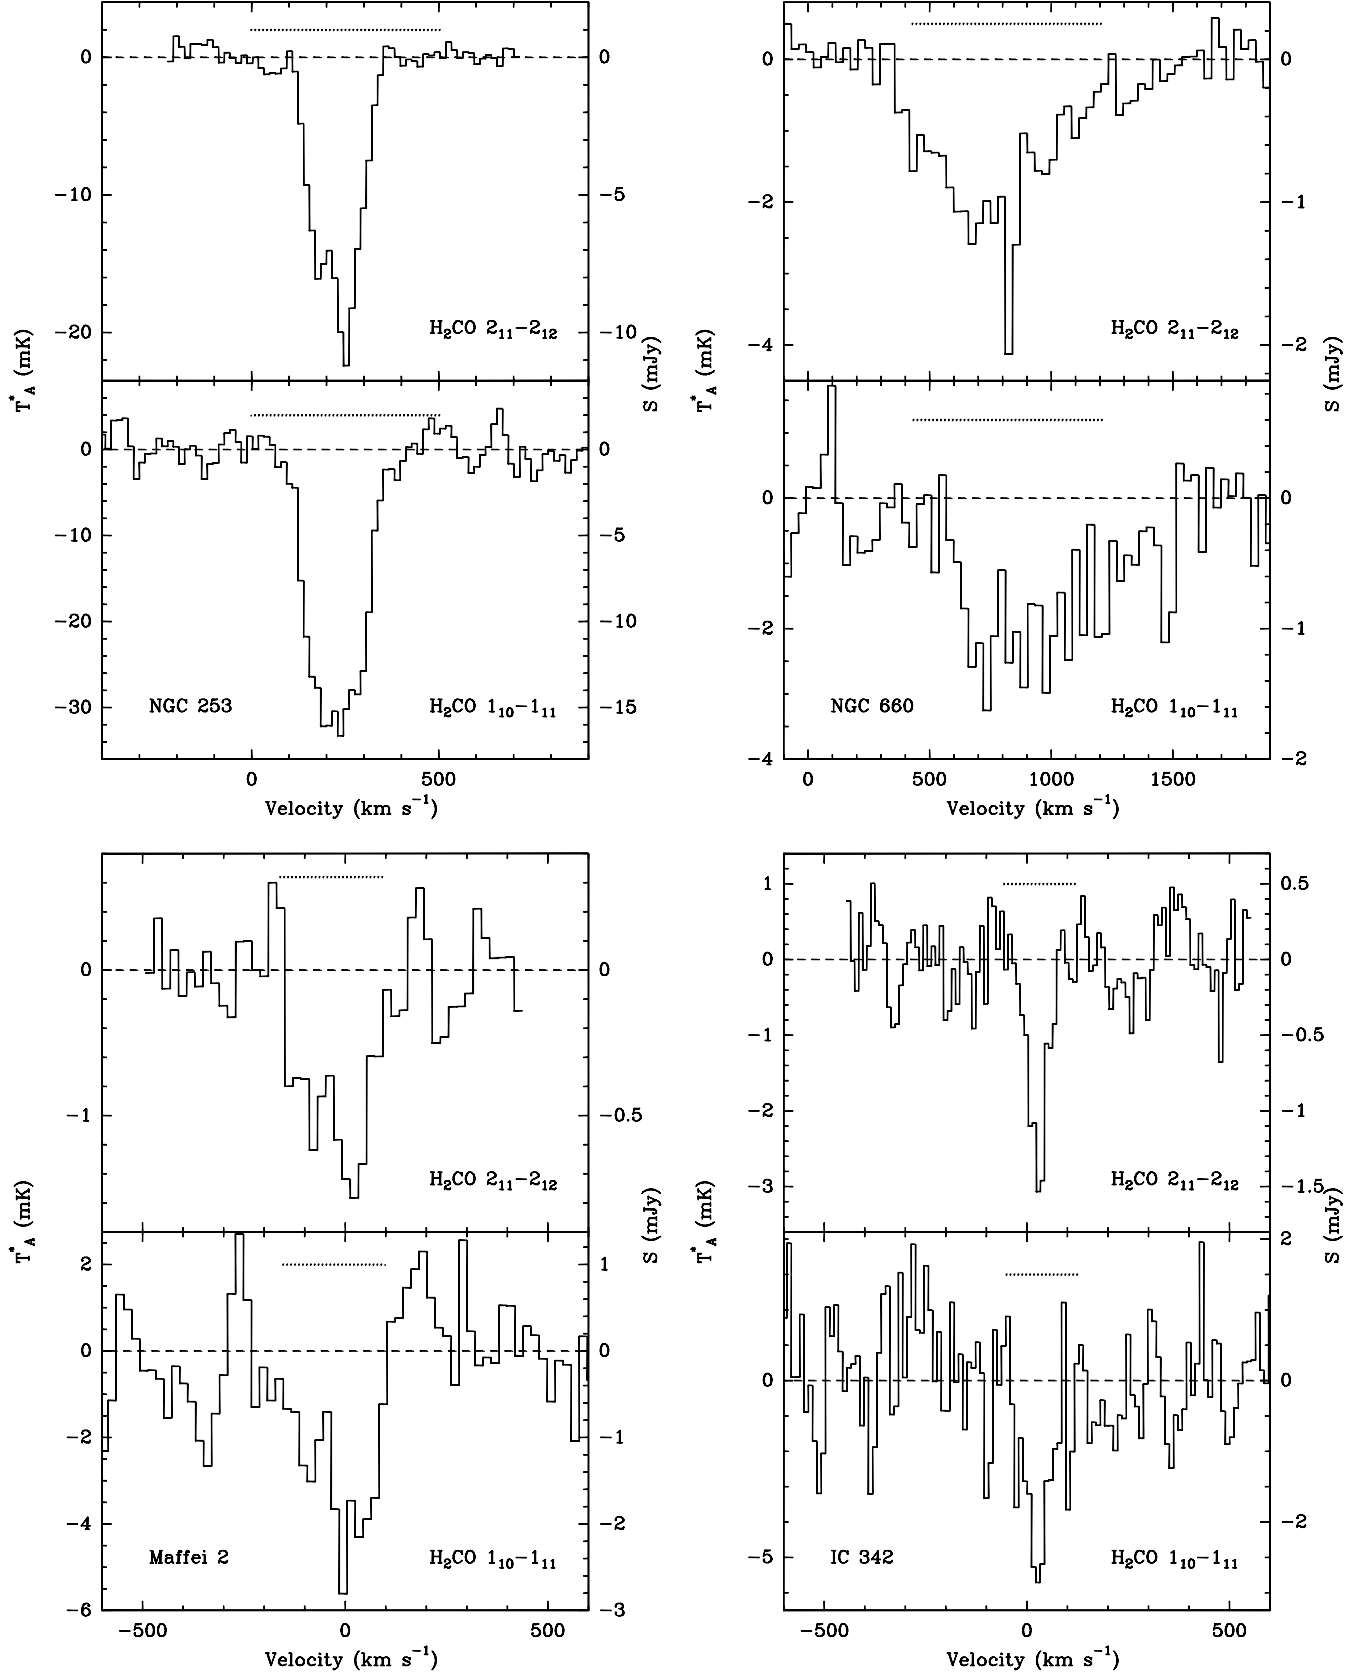 0 0
−10 −5
−20 −10
H₂CO 2₁₁−2₁₂
T*A (mK)
S (mJy)
0 0
−10 −5
−20 −10
−30 −15
NGC 253 H₂CO 1₁₀−1₁₁
0 500
Velocity (km s⁻¹)
0 0
−2 −1
−4 −2
H₂CO 2₁₁−2₁₂
T*A (mK)
S (mJy)
0 0
−2 −1
−4 −2
NGC 660 H₂CO 1₁₀−1₁₁
0 500 1000 1500
Velocity (km s⁻¹)
0 0
−1 −0.5
H₂CO 2₁₁−2₁₂
T*A (mK)
S (mJy)
2 1
0 0
−2 −1
−4 −2
−6 −3
Maffei 2 H₂CO 1₁₀−1₁₁
−500 0 500
Velocity (km s⁻¹)
1 0.5
0 0
−1 −0.5
−2 −1
−3 −1.5
H₂CO 2₁₁−2₁₂
T*A (mK)
S (mJy)
2
0 0
−2
−5
IC 342 H₂CO 1₁₀−1₁₁
−500 0 500
Velocity (km s⁻¹)